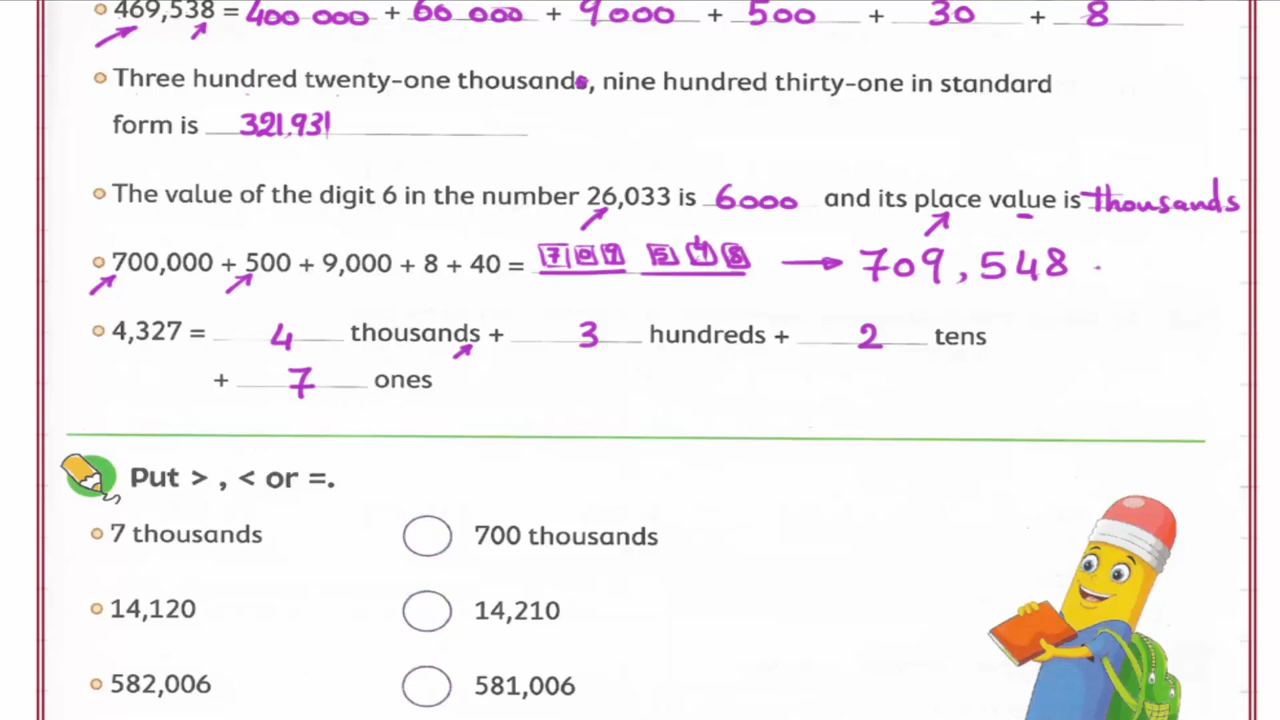 469,538 = 400 000 + 60 000 + 9000 + 500 + 30 + 8
Three hundred twenty-one thousands, nine hundred thirty-one in standard
form is 321,931
The value of the digit 6 in the number 26,033 is 6000 and its place value is thousands
700,000 + 500 + 9,000 + 8 + 40 = 709 548 → 709,548
4,327 = 4 thousands + 3 hundreds + 2 tens
+ 7 ones
Put > , < or =.
7 thousands 700 thousands
14,120 14,210
582,006 581,006